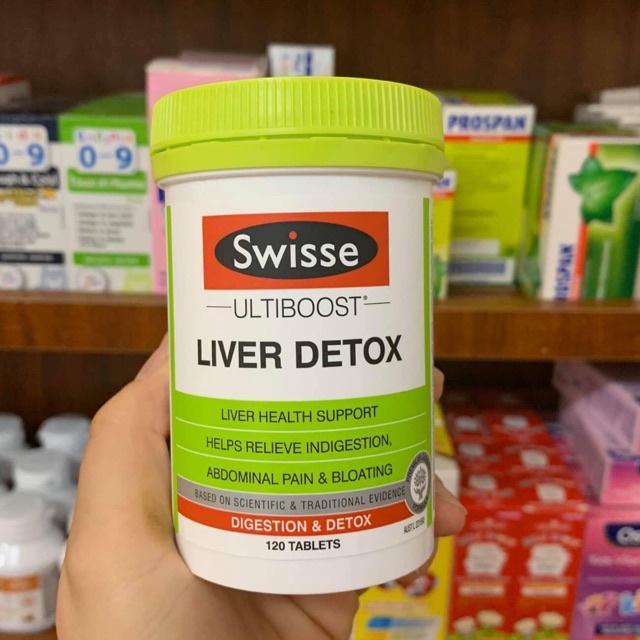 0-9
0-9
PROSPAN
PROSPAN
Swisse
ULTIBOOST®
LIVER DETOX
LIVER HEALTH SUPPORT
HELPS RELIEVE INDIGESTION,
ABDOMINAL PAIN & BLOATING
BASED ON SCIENTIFIC & TRADITIONAL EVIDENCE
DIGESTION & DETOX
120 TABLETS